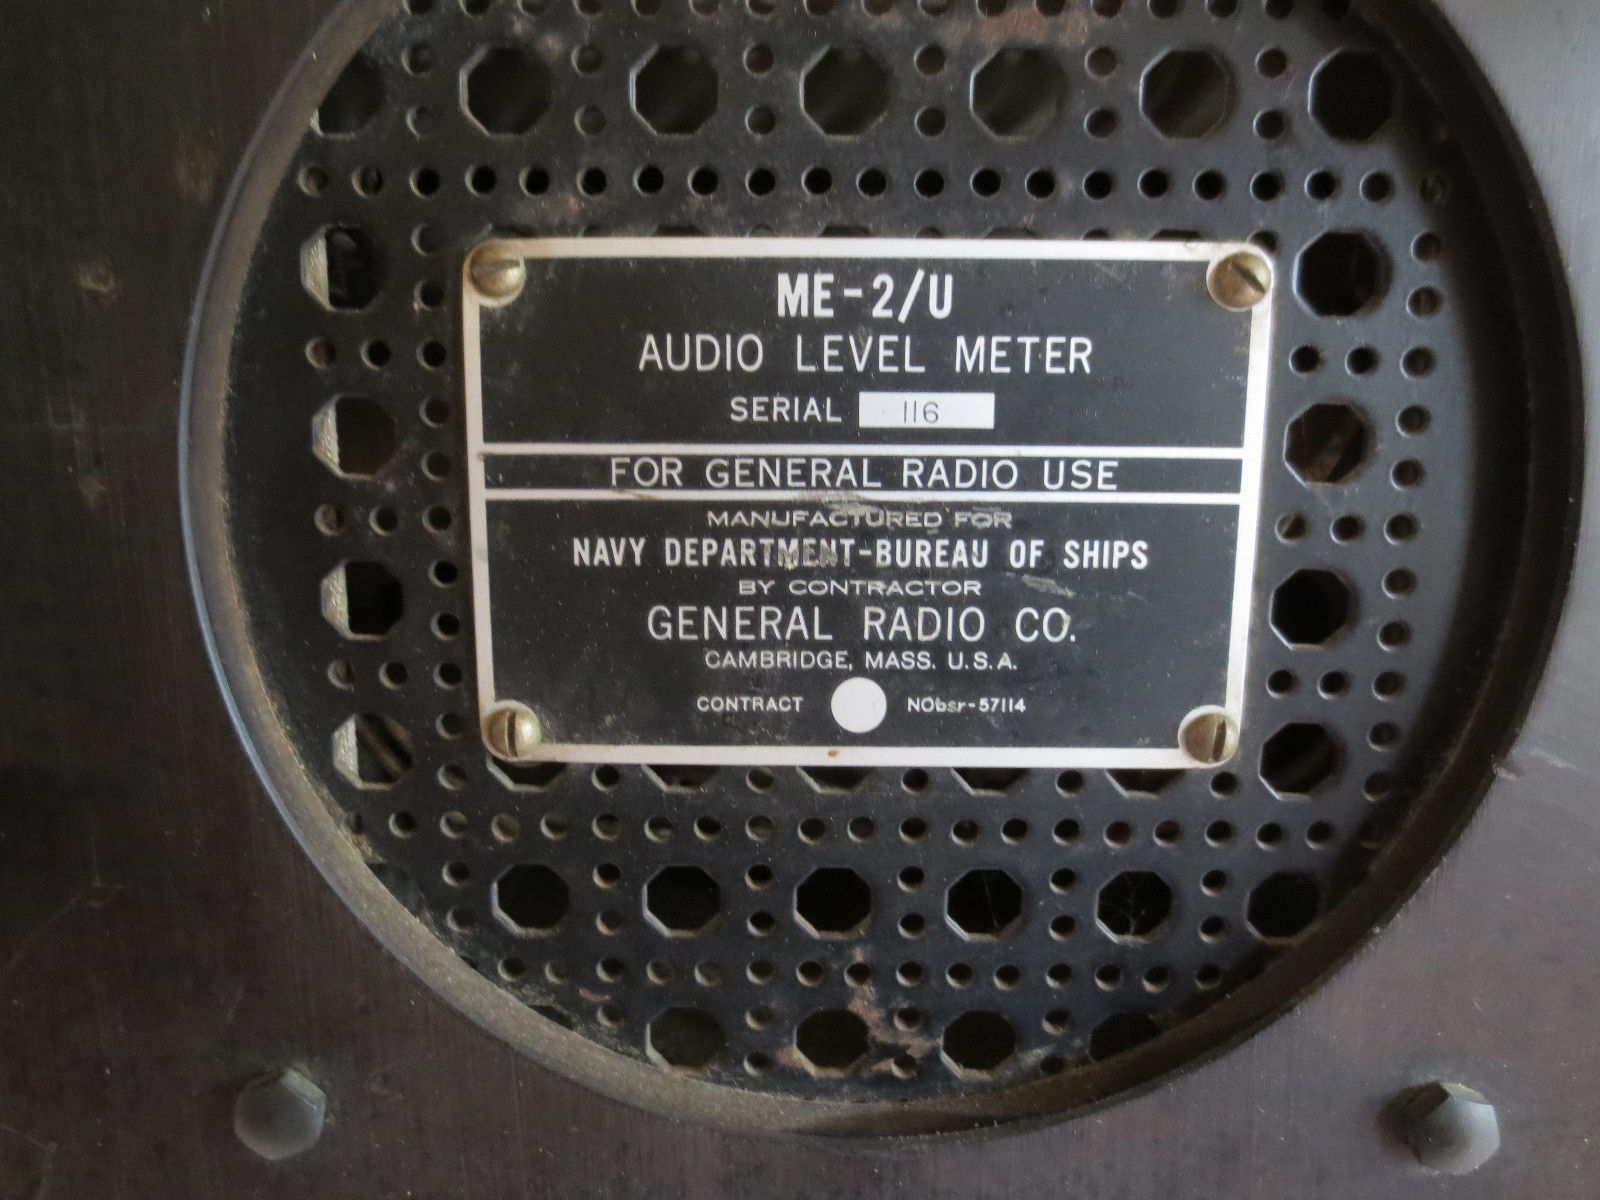 ME-2/U
AUDIO LEVEL METER
SERIAL 116
FOR GENERAL RADIO USE
MANUFACTURED FOR
NAVY DEPARTMENT-BUREAU OF SHIPS
BY CONTRACTOR
GENERAL RADIO CO.
CAMBRIDGE, MASS. U.S.A.
CONTRACT NObsr-57114